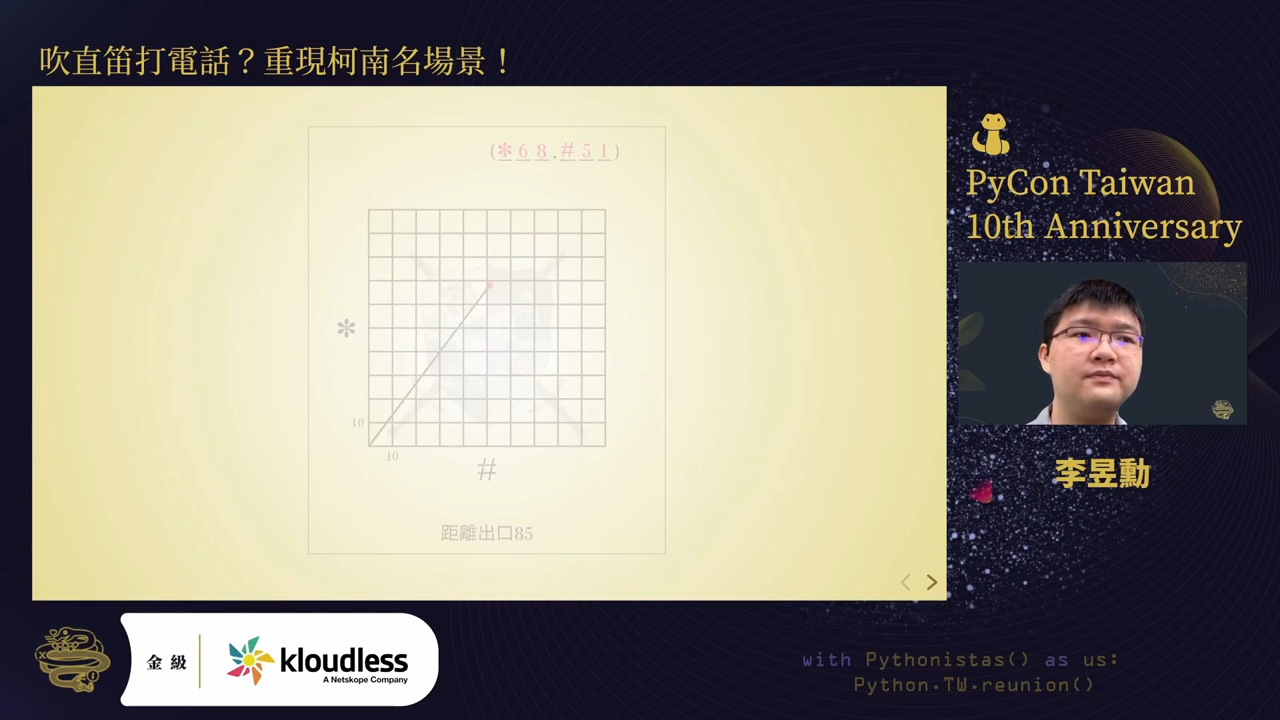 吹直笛打電話？重現柯南名場景！
(✻68,#51)
✻
10
10
#
距離出口85
PyCon Taiwan
10th Anniversary
李昱勳
金級
kloudless
A Netskope Company
with Pythonistas() as us:
Python.TW.reunion()